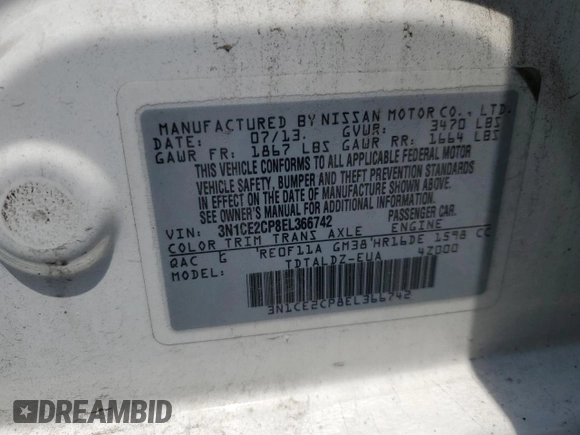 MANUFACTURED BY NISSAN MOTOR CO., LTD.
DATE: 07/13. GVWR: 3470 LBS
GAWR FR: 1867 LBS GAWR RR: 1664 LBS
THIS VEHICLE CONFORMS TO ALL APPLICABLE FEDERAL MOTOR
VEHICLE SAFETY, BUMPER AND THEFT PREVENTION STANDARDS
IN EFFECT ON THE DATE OF MANUFACTURE SHOWN ABOVE.
SEE OWNER'S MANUAL FOR ADDITIONAL INFORMATION.
VIN: 3N1CE2CP8EL366742 PASSENGER CAR.
COLOR TRIM TRANS AXLE ENGINE
QAC G RE0F11A GM38 HR16DE 1598 CC
MODEL: TDTALDZ-EUA 42000
3N1CE2CP8EL366742
DREAMBID